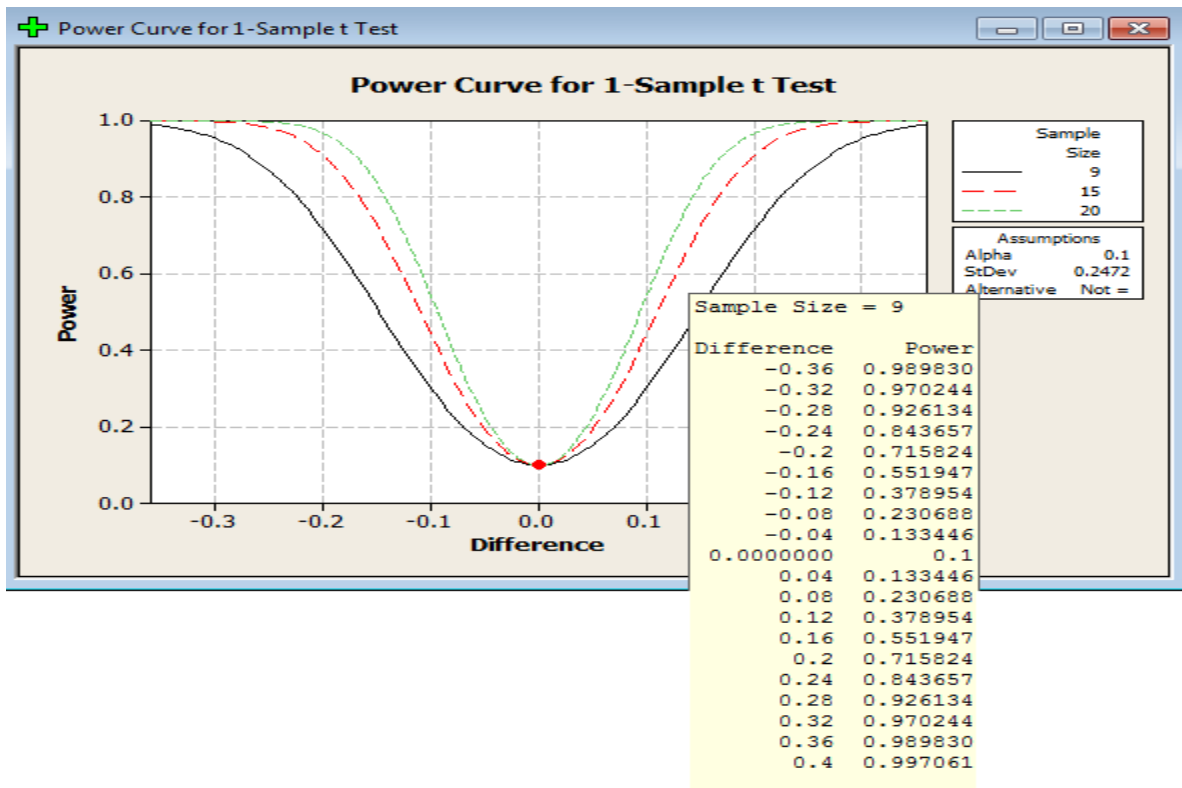 Power Curve for 1-Sample t Test
Power Curve for 1-Sample t Test
1.0
0.8
0.6
0.4
0.2
0.0
Power
-0.3 -0.2 -0.1 0.0 0.1
Difference
Sample
Size
9
15
20
Assumptions
Alpha 0.1
StDev 0.2472
Alternative Not =
Sample Size = 9
Difference Power
-0.36 0.989830
-0.32 0.970244
-0.28 0.926134
-0.24 0.843657
-0.2 0.715824
-0.16 0.551947
-0.12 0.378954
-0.08 0.230688
-0.04 0.133446
0.0000000 0.1
0.04 0.133446
0.08 0.230688
0.12 0.378954
0.16 0.551947
0.2 0.715824
0.24 0.843657
0.28 0.926134
0.32 0.970244
0.36 0.989830
0.4 0.997061